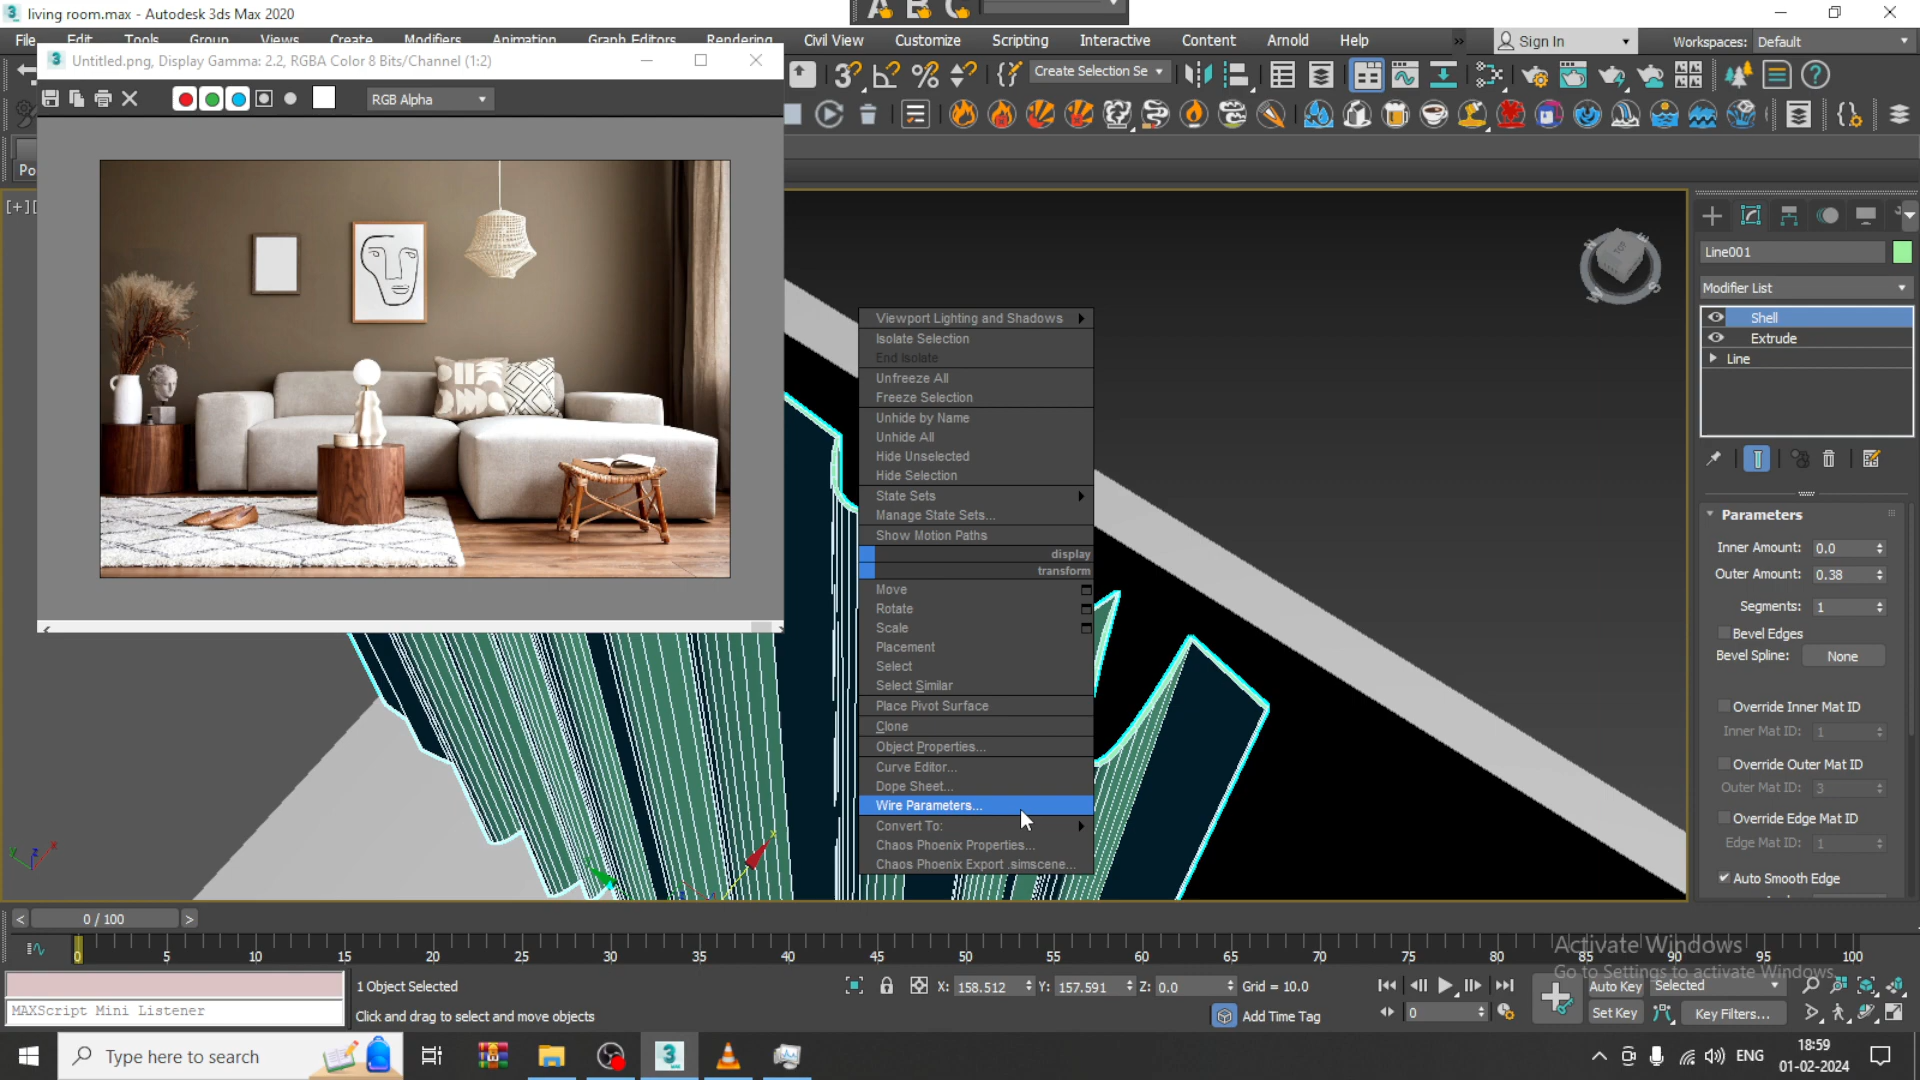 living room.max - Autodesk 3ds Max 2020
File Edit Tools Group Views Create Modifiers Animation Graph Editors Rendering Civil View Customize Scripting Interactive Content Arnold Help
Sign In
Workspaces: Default
Untitled.png, Display Gamma: 2.2, RGBA Color 8 Bits/Channel (1:2)
RGB Alpha
Create Selection Se
Po
[+][
Viewport Lighting and Shadows
Isolate Selection
End Isolate
Unfreeze All
Freeze Selection
Unhide by Name
Unhide All
Hide Unselected
Hide Selection
State Sets
Manage State Sets...
Show Motion Paths
display
transform
Move
Rotate
Scale
Placement
Select
Select Similar
Place Pivot Surface
Clone
Object Properties...
Curve Editor...
Dope Sheet...
Wire Parameters...
Convert To:
Chaos Phoenix Properties...
Chaos Phoenix Export .simscene...
Line001
Modifier List
Shell
Extrude
Line
Parameters
Inner Amount: 0.0
Outer Amount: 0.38
Segments: 1
Bevel Edges
Bevel Spline: None
Override Inner Mat ID
Inner Mat ID: 1
Override Outer Mat ID
Outer Mat ID: 3
Override Edge Mat ID
Edge Mat ID: 1
Auto Smooth Edge
0 / 100
0 5 10 15 20 25 30 35 40 45 50 55 60 65 70 75 80 85 90 95 100
Activate Windows
Go to Settings to activate Windows.
1 Object Selected
X: 158.512 Y: 157.591 Z: 0.0 Grid = 10.0
Auto Key Selected
MAXScript Mini Listener
Click and drag to select and move objects
Add Time Tag
0
Set Key Key Filters...
Type here to search
ENG
18:59
01-02-2024